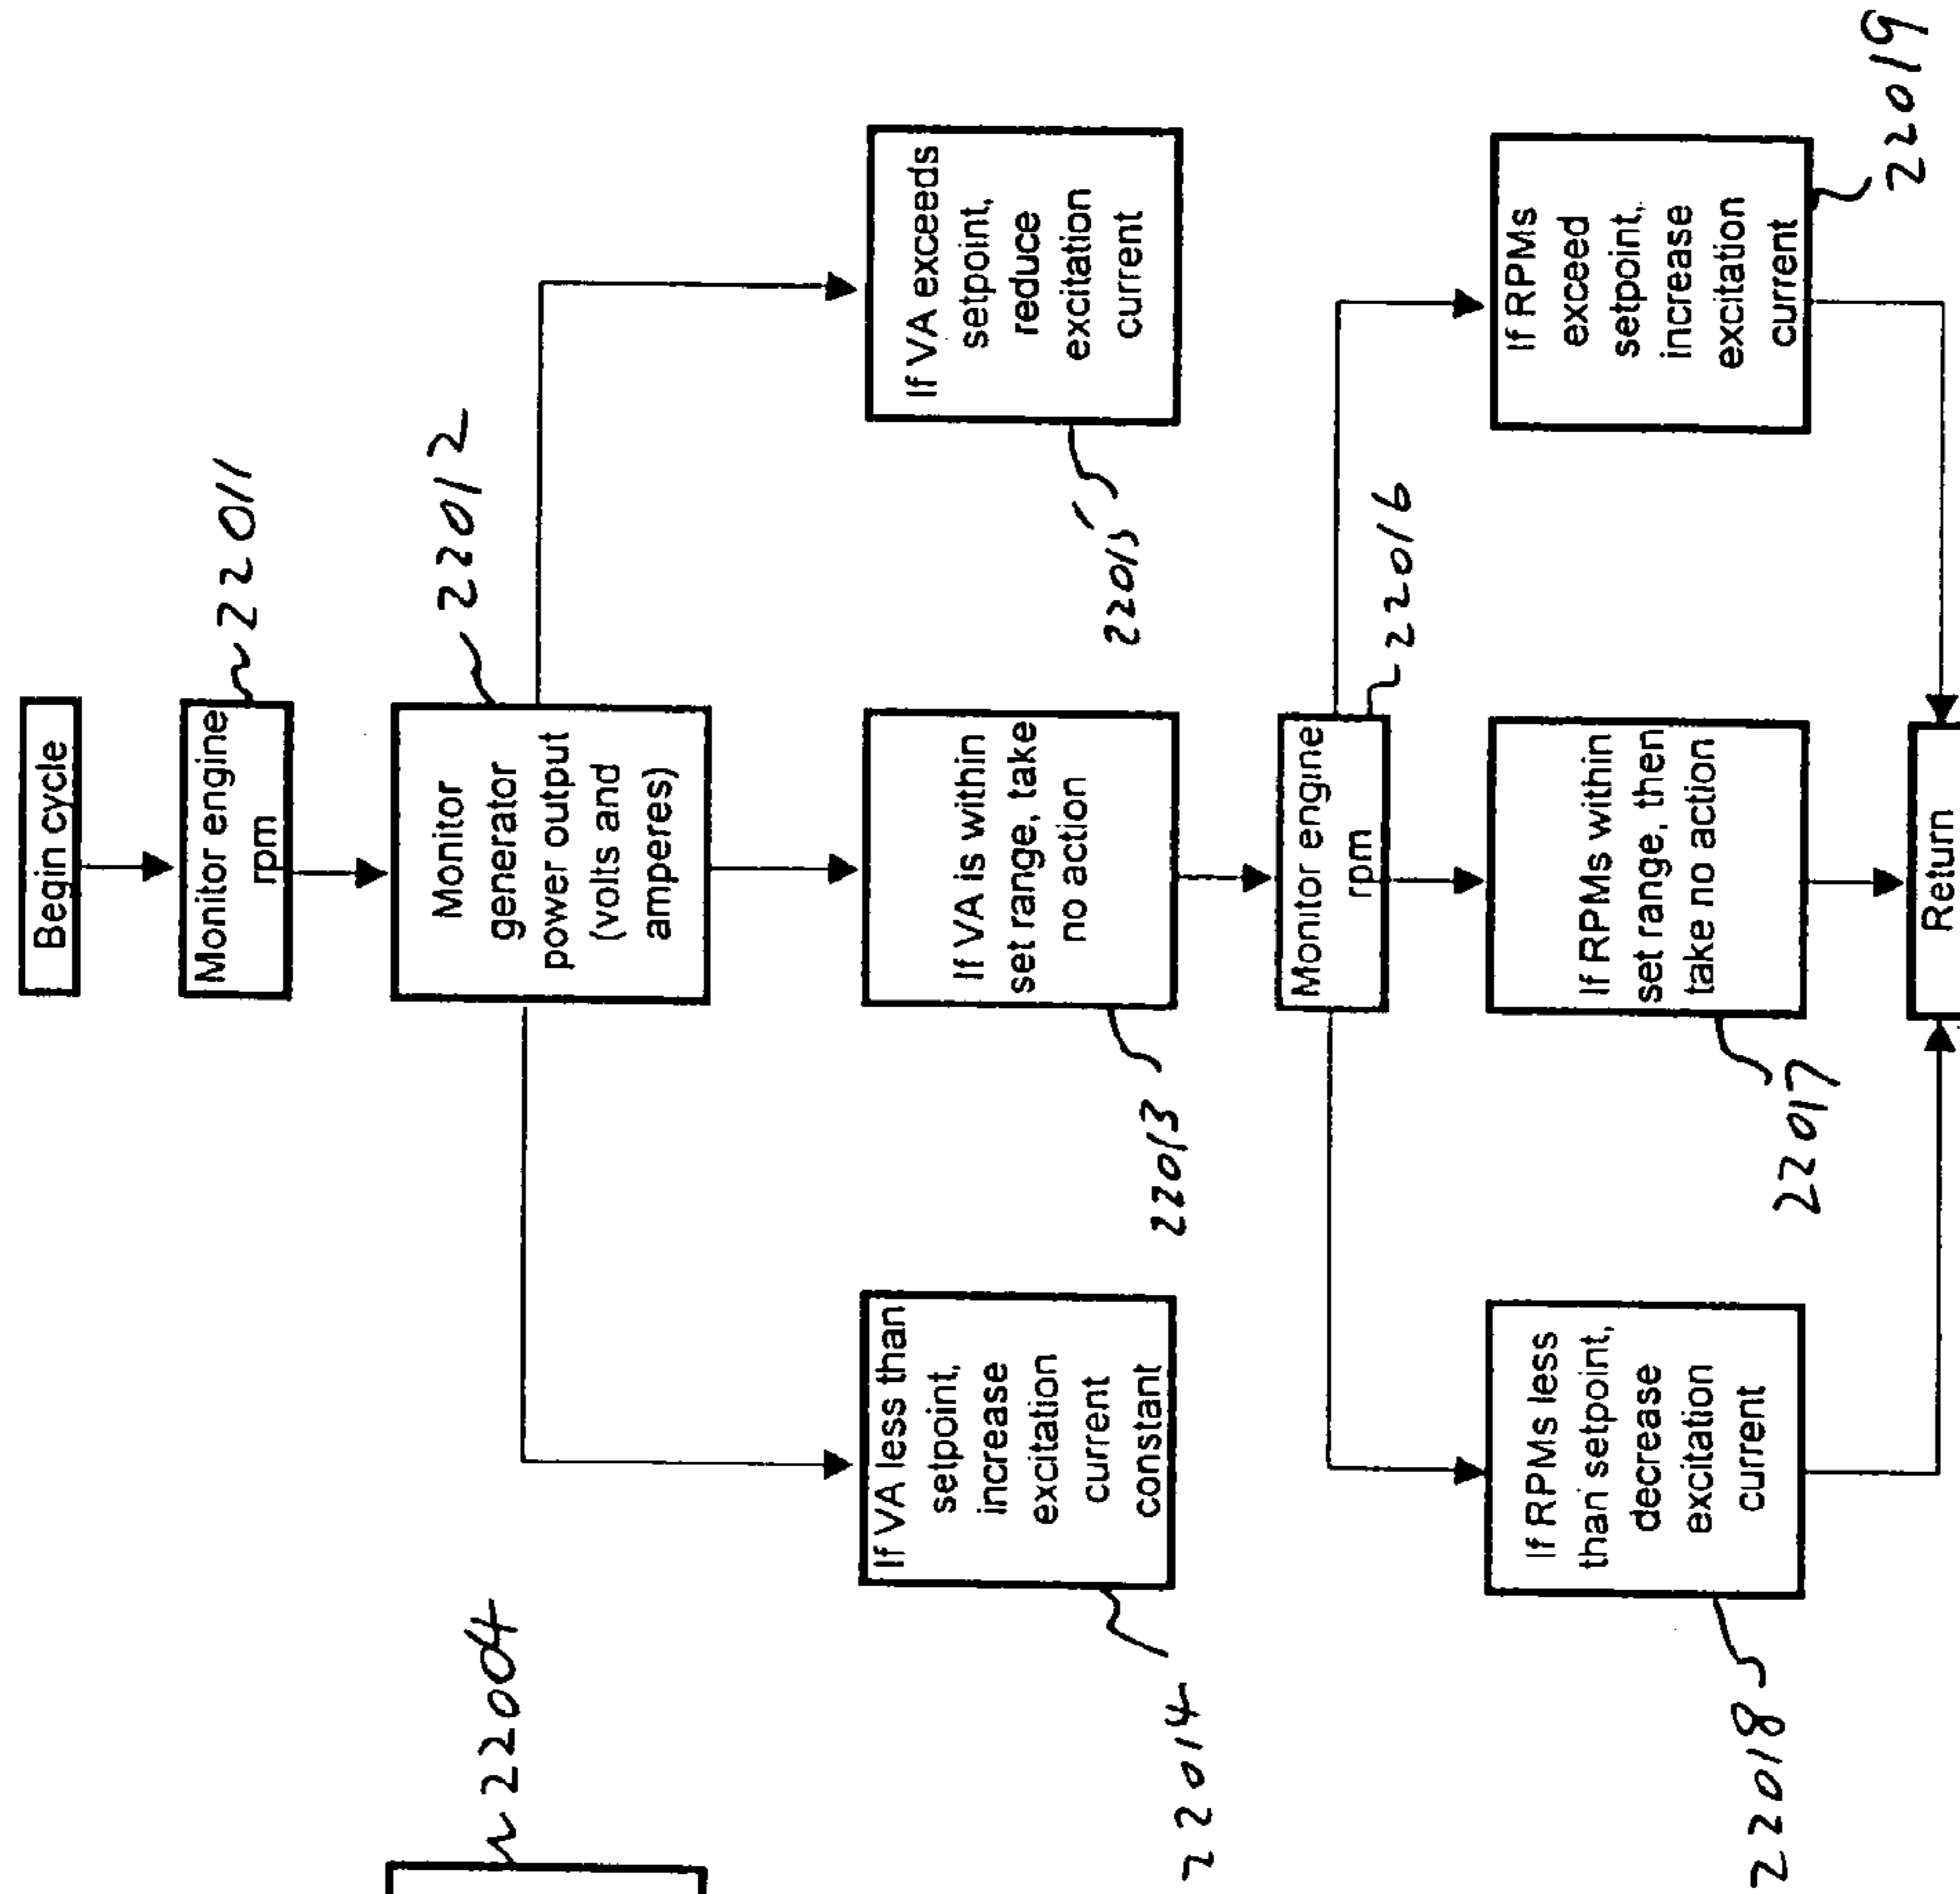 Begin cycle
Monitor engine
rpm
22011
Monitor
generator
power output
(volts and
amperes)
22012
22004
If VA less than
setpoint,
increase
excitation
current
constant
22014
If VA is within
set range, take
no action
22013
If VA exceeds
setpoint,
reduce
excitation
current
22015
Monitor engine
rpm
22016
If RPMs less
than setpoint,
decrease
excitation
current
22018
If RPMs within
set range, then
take no action
22017
If RPMs
exceed
setpoint,
increase
excitation
current
22019
Return